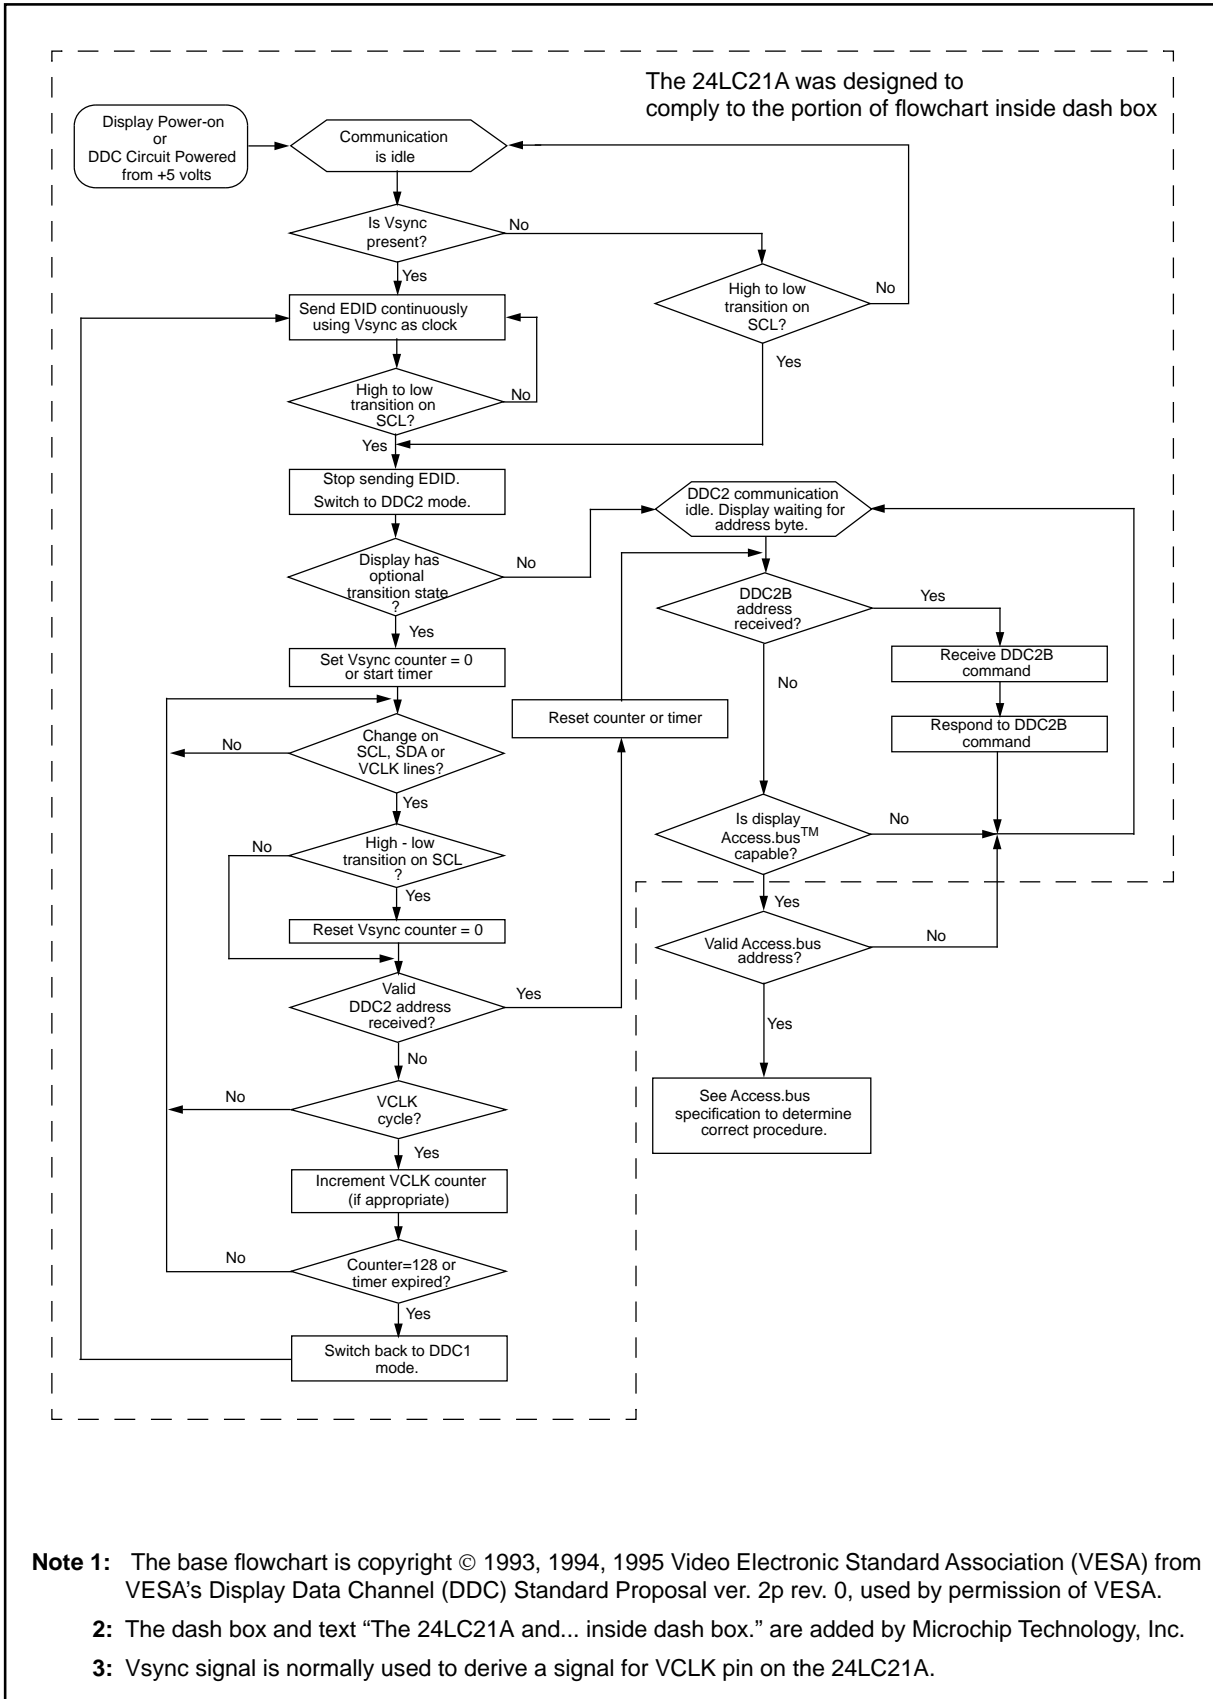 The 24LC21A was designed to
comply to the portion of flowchart inside dash box
Display Power-on
or
DDC Circuit Powered
from +5 volts
Communication
is idle
Is Vsync
present?
No
Yes
High to low
transition on
SCL?
No
Yes
Send EDID continuously
using Vsync as clock
High to low
transition on
SCL?
No
Yes
Stop sending EDID.
Switch to DDC2 mode.
Display has
optional
transition state
?
No
Yes
DDC2 communication
idle. Display waiting for
address byte.
DDC2B
address
received?
Yes
No
Receive DDC2B
command
Respond to DDC2B
command
Set Vsync counter = 0
or start timer
Reset counter or timer
Change on
SCL, SDA or
VCLK lines?
No
Yes
High - low
transition on SCL
?
No
Yes
Reset Vsync counter = 0
Is display
Access.bus™
capable?
No
Yes
Valid Access.bus
address?
No
Yes
See Access.bus
specification to determine
correct procedure.
Valid
DDC2 address
received?
Yes
No
VCLK
cycle?
No
Yes
Increment VCLK counter
(if appropriate)
Counter=128 or
timer expired?
No
Yes
Switch back to DDC1
mode.
Note 1: The base flowchart is copyright © 1993, 1994, 1995 Video Electronic Standard Association (VESA) from
VESA's Display Data Channel (DDC) Standard Proposal ver. 2p rev. 0, used by permission of VESA.
2: The dash box and text “The 24LC21A and... inside dash box.” are added by Microchip Technology, Inc.
3: Vsync signal is normally used to derive a signal for VCLK pin on the 24LC21A.